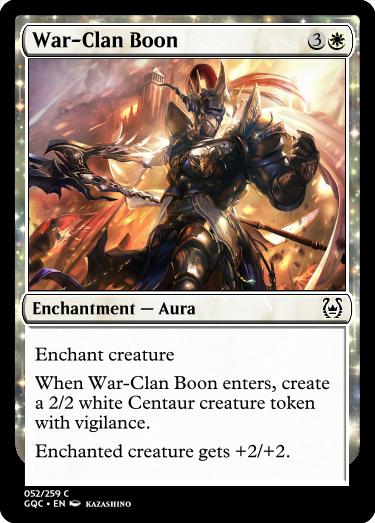 War-Clan Boon 3
Enchantment — Aura
Enchant creature
When War-Clan Boon enters, create
a 2/2 white Centaur creature token
with vigilance.
Enchanted creature gets +2/+2.
052/259 C
GQC • EN KAZASHINO